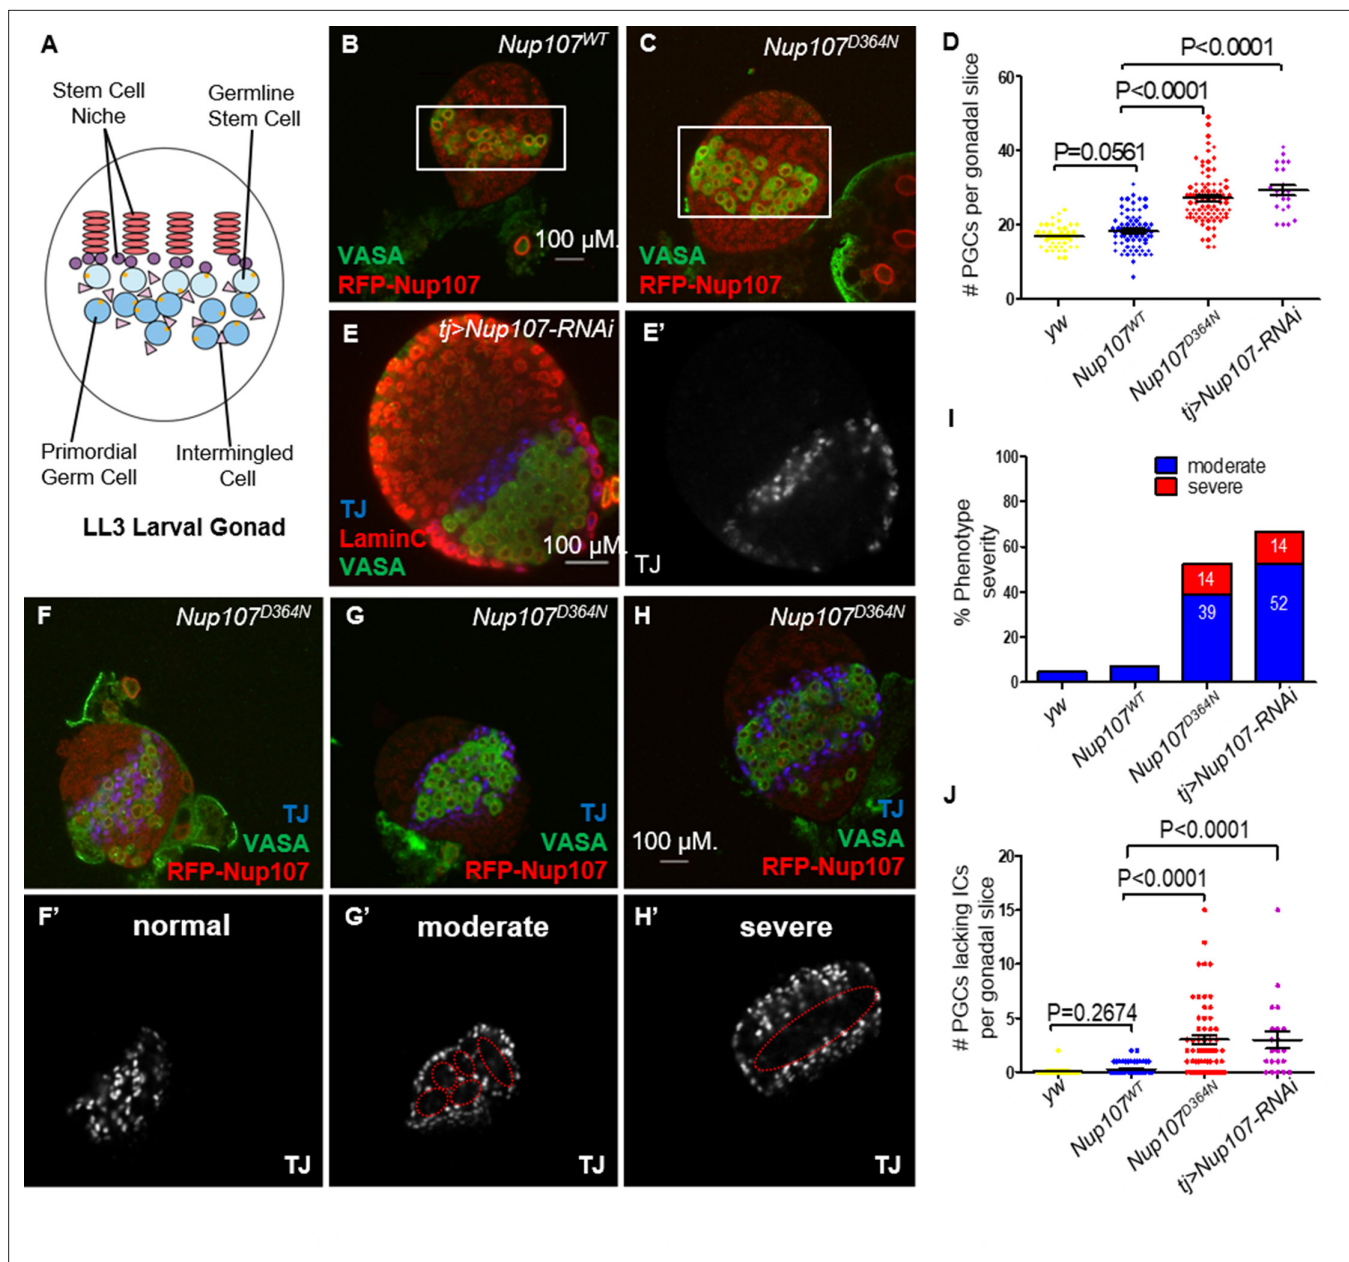 A
Stem Cell
Niche
Germline
Stem Cell
Primordial
Germ Cell
Intermingled
Cell
LL3 Larval Gonad
B
Nup107WT
VASA
RFP-Nup107
100 µM.
C
Nup107D364N
VASA
RFP-Nup107
D
# PGCs per gonadal slice
60
40
20
0
P=0.0561
P<0.0001
P<0.0001
yw
Nup107WT
Nup107D364N
tj>Nup107-RNAi
E
tj>Nup107-RNAi
TJ
LaminC
VASA
100 µM.
E'
TJ
F
Nup107D364N
TJ
VASA
RFP-Nup107
G
Nup107D364N
TJ
VASA
RFP-Nup107
H
Nup107D364N
100 µM.
TJ
VASA
RFP-Nup107
F'
normal
TJ
G'
moderate
TJ
H'
severe
TJ
I
% Phenotype
severity
100
80
60
40
20
0
moderate
severe
14
39
14
52
yw
Nup107WT
Nup107D364N
tj>Nup107-RNAi
J
# PGCs lacking ICs
per gonadal slice
20
15
10
5
0
P=0.2674
P<0.0001
P<0.0001
yw
Nup107WT
Nup107D364N
tj>Nup107-RNAi